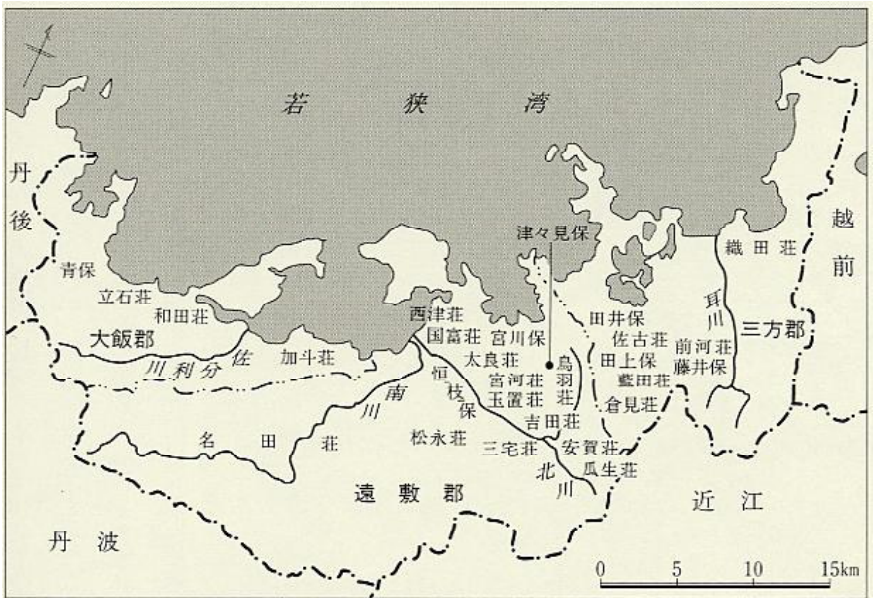 若狭湾
丹後
越前
津々見保
織田荘
青保
立石荘
和田荘
大飯郡
佐分利川
加斗荘
西津荘
国富荘
宮川保
太良荘
恒枝保
宮河荘
玉置荘
鳥羽荘
吉田荘
田井保
佐古荘
田上保
藍田荘
倉見荘
前河荘
藤井保
耳川
三方郡
南川
名田荘
松永荘
三宅荘
安賀荘
瓜生荘
北川
遠敷郡
近江
丹波
0 5 10 15km